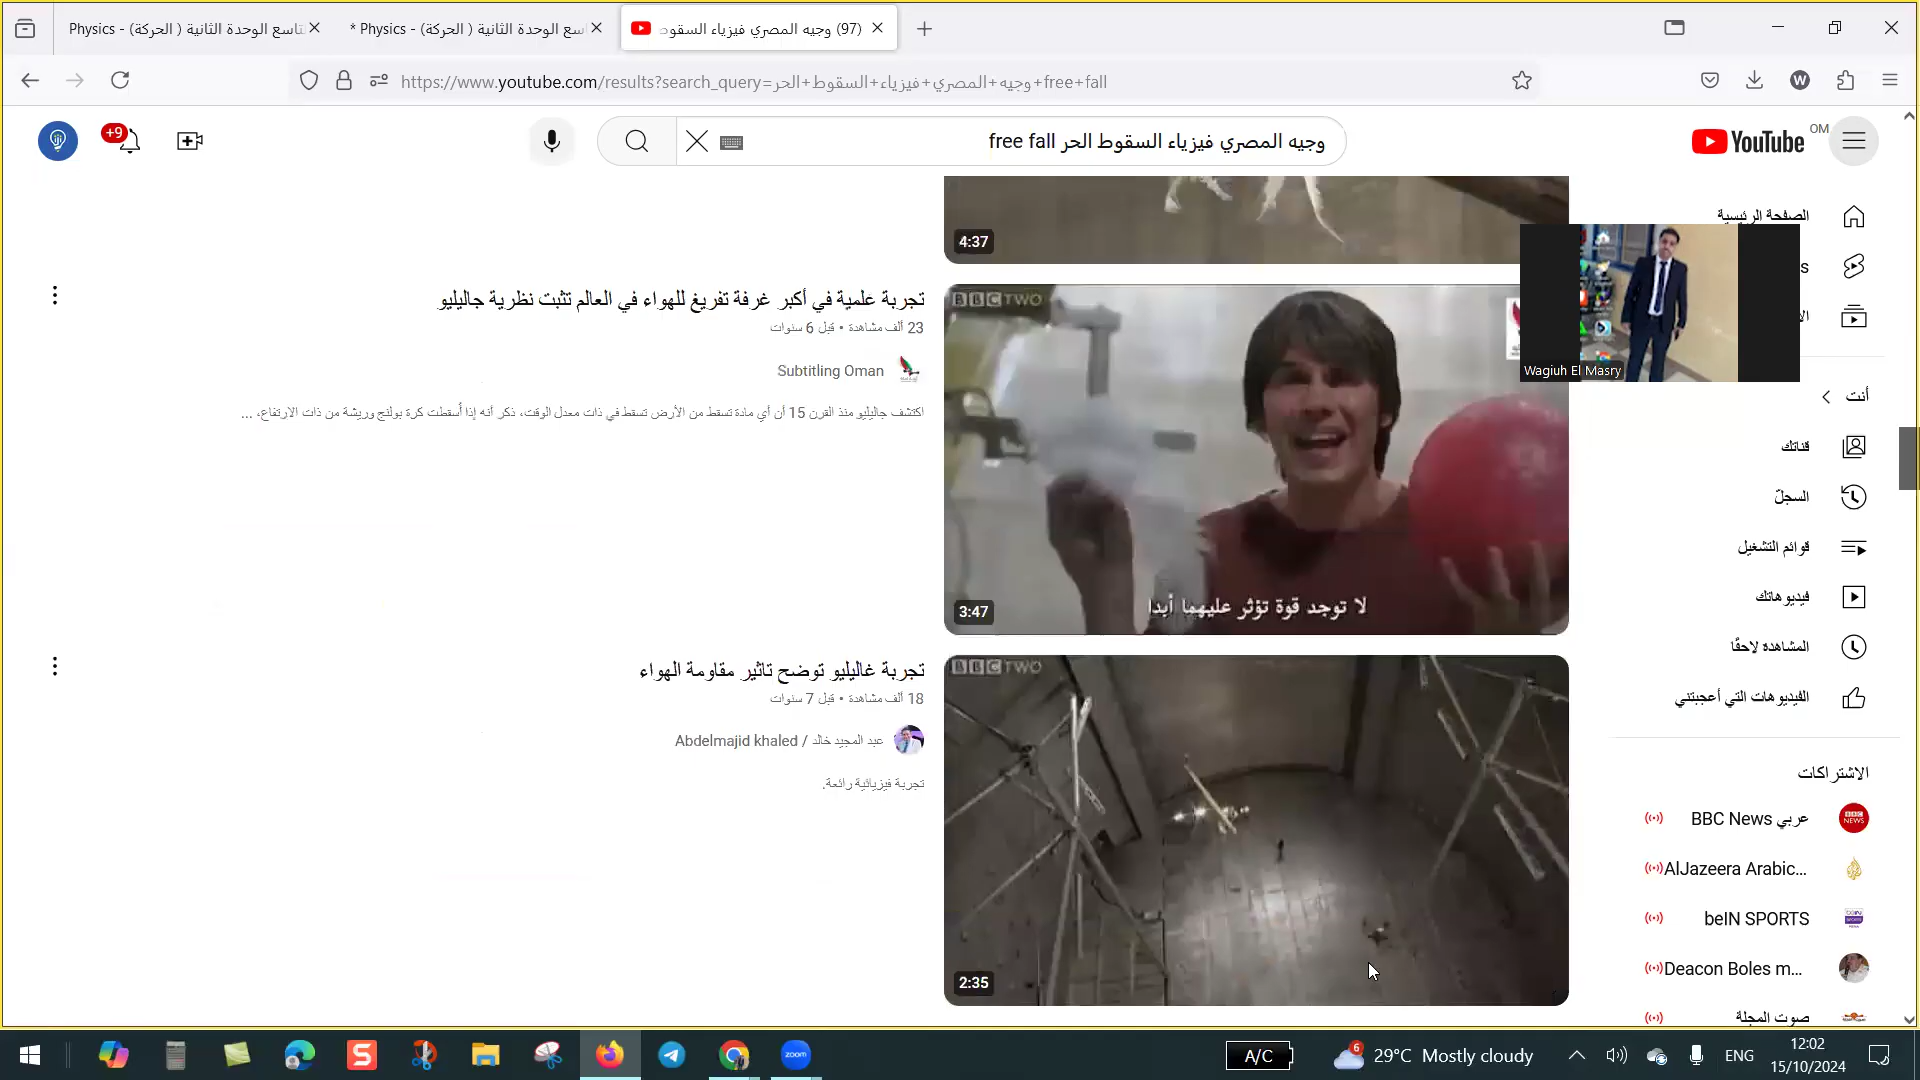 Physics - (الحركة ) التاسع الوحدة الثانية
* Physics - (الحركة) التاسع الوحدة الثانية
(97) وجيه المصري فيزياء السقوط
https://www.youtube.com/results?search_query=وجيه+المصري+فيزياء+السقوط+الحر+free+fall
+9
وجيه المصري فيزياء السقوط الحر free fall
YouTube OM
4:37
الصفحة الرئيسية
s
Wagiuh El Masry
تجربة علمية في أكبر غرفة تفريغ للهواء في العالم تثبت نظرية جاليليو
23 ألف مشاهدة • قبل 6 سنوات
Subtitling Oman
اكتشف جاليليو منذ القرن 15 أن أي مادة تسقط من الأرض تسقط في ذات معدل الوقت، ذكر أنه إذا أُسقطت كرة بولنج وريشة من ذات الارتفاع، ...
BBC TWO
لا توجد قوة تؤثر عليهما أبدا
3:47
أنت
قناتك
السجلّ
قوائم التشغيل
فيديوهاتك
المشاهدة لاحقًا
الفيديوهات التي أعجبتني
تجربة غاليليو توضح تاثير مقاومة الهواء
18 ألف مشاهدة • قبل 7 سنوات
عبد المجيد خالد / Abdelmajid khaled
تجربة فيزيائية رائعة.
BBC TWO
2:35
الاشتراكات
BBC News عربي
BBC NEWS
AlJazeera Arabic...
beIN SPORTS
Deacon Boles m...
صوت المجلة
S
zoom
A/C
6
29°C Mostly cloudy
ENG
12:02
15/10/2024